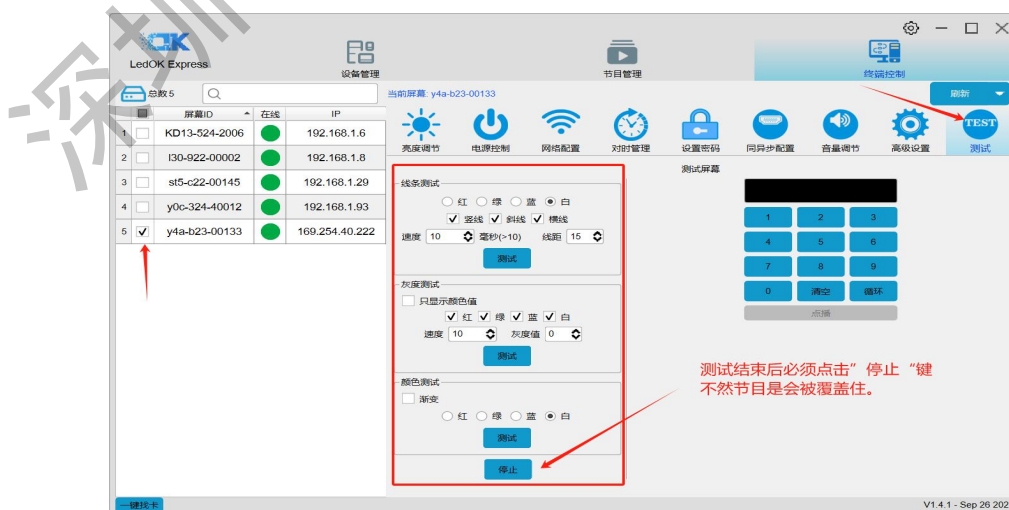 深圳
LedOK Express
设备管理
节目管理
终端控制
总数 5
当前屏幕: y4a-b23-00133
刷新
屏幕ID 在线 IP
1 KD13-524-2006 192.168.1.6
2 l30-922-00002 192.168.1.8
3 st5-c22-00145 192.168.1.29
4 y0c-324-40012 192.168.1.93
5 y4a-b23-00133 169.254.40.222
亮度调节 电源控制 网络配置 对时管理 设置密码 同异步配置 音量调节 高级设置 TEST 测试
测试屏幕
线条测试
红 绿 蓝 白
竖线 斜线 横线
速度 10 毫秒(>10) 线距 15
测试
灰度测试
只显示颜色值
红 绿 蓝 白
速度 10 灰度值 0
测试
颜色测试
渐变
红 绿 蓝 白
测试
停止
1 2 3
4 5 6
7 8 9
0 清空 循环
点播
测试结束后必须点击”停止“键
不然节目是会被覆盖住。
一键找卡
V1.4.1 - Sep 26 202